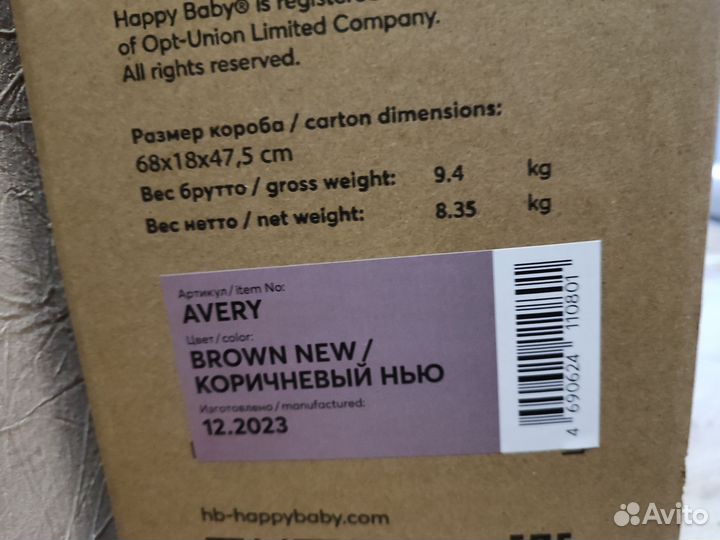 Happy Baby® is registered
of Opt-Union Limited Company.
All rights reserved.
Размер короба / carton dimensions:
68x18x47,5 cm
Вес брутто / gross weight: 9.4 kg
Вес нетто / net weight: 8.35 kg
Артикул / item No:
AVERY
Цвет / color:
BROWN NEW /
КОРИЧНЕВЫЙ НЬЮ
Изготовлено / manufactured:
12.2023
4 690624 110801
hb-happybaby.com
Avito